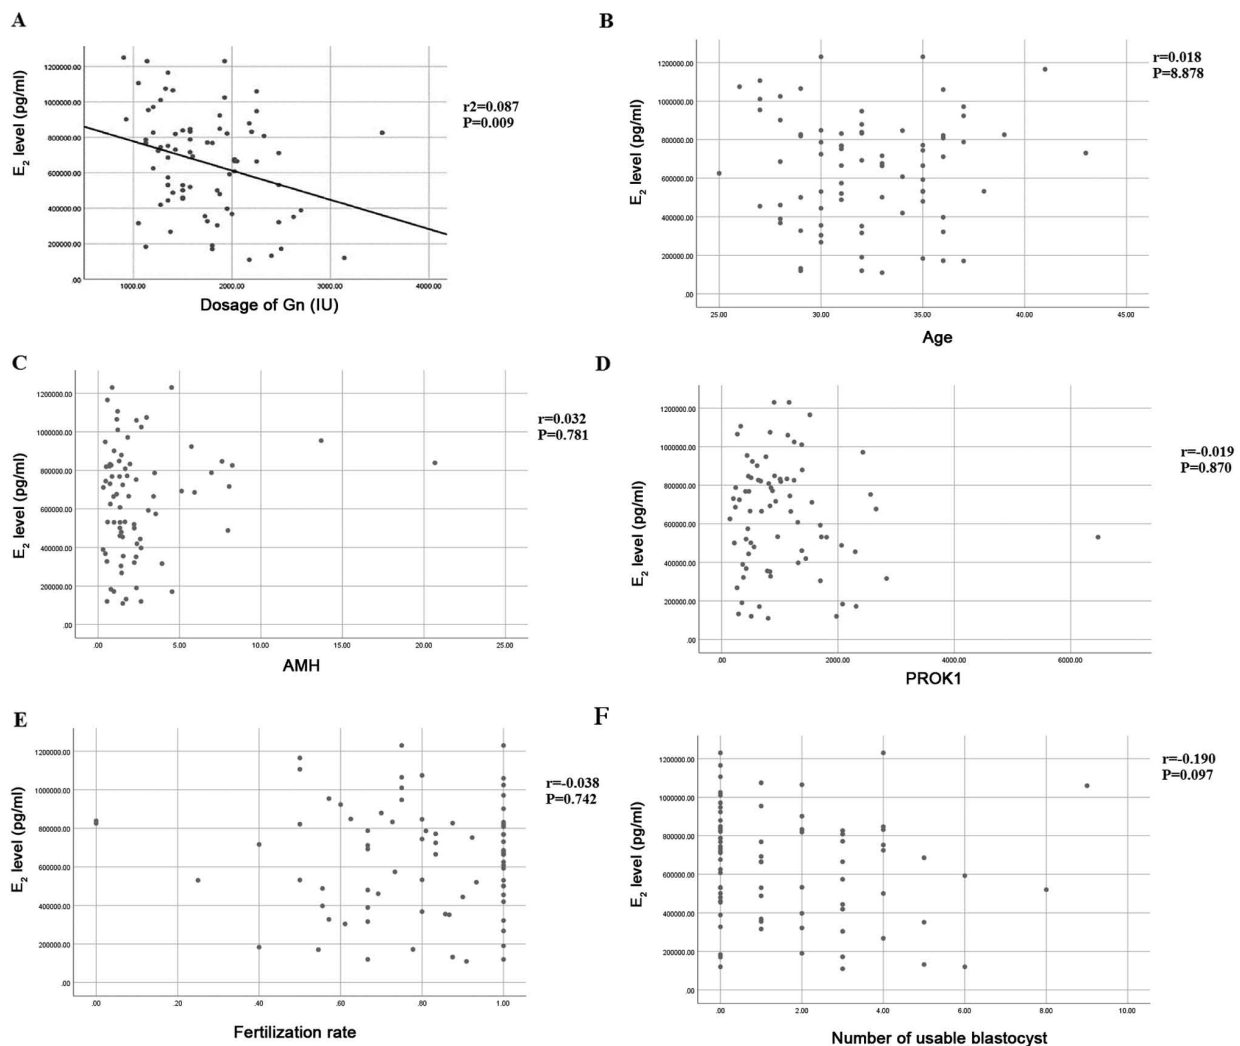 A
E2 level (pg/ml)
1200000.00
1000000.00
800000.00
600000.00
400000.00
200000.00
.00
1000.00 2000.00 3000.00 4000.00
Dosage of Gn (IU)
r2=0.087
P=0.009
B
E2 level (pg/ml)
1200000.00
1000000.00
800000.00
600000.00
400000.00
200000.00
.00
25.00 30.00 35.00 40.00 45.00
Age
r=0.018
P=8.878
C
E2 level (pg/ml)
1200000.00
1000000.00
800000.00
600000.00
400000.00
200000.00
.00
.00 5.00 10.00 15.00 20.00 25.00
AMH
r=0.032
P=0.781
D
E2 level (pg/ml)
1200000.00
1000000.00
800000.00
600000.00
400000.00
200000.00
.00
.00 2000.00 4000.00 6000.00
PROK1
r=-0.019
P=0.870
E
E2 level (pg/ml)
1200000.00
1000000.00
800000.00
600000.00
400000.00
200000.00
.00
.00 .20 .40 .60 .80 1.00
Fertilization rate
r=-0.038
P=0.742
F
E2 level (pg/ml)
1200000.00
1000000.00
800000.00
600000.00
400000.00
200000.00
.00
.00 2.00 4.00 6.00 8.00 10.00
Number of usable blastocyst
r=-0.190
P=0.097